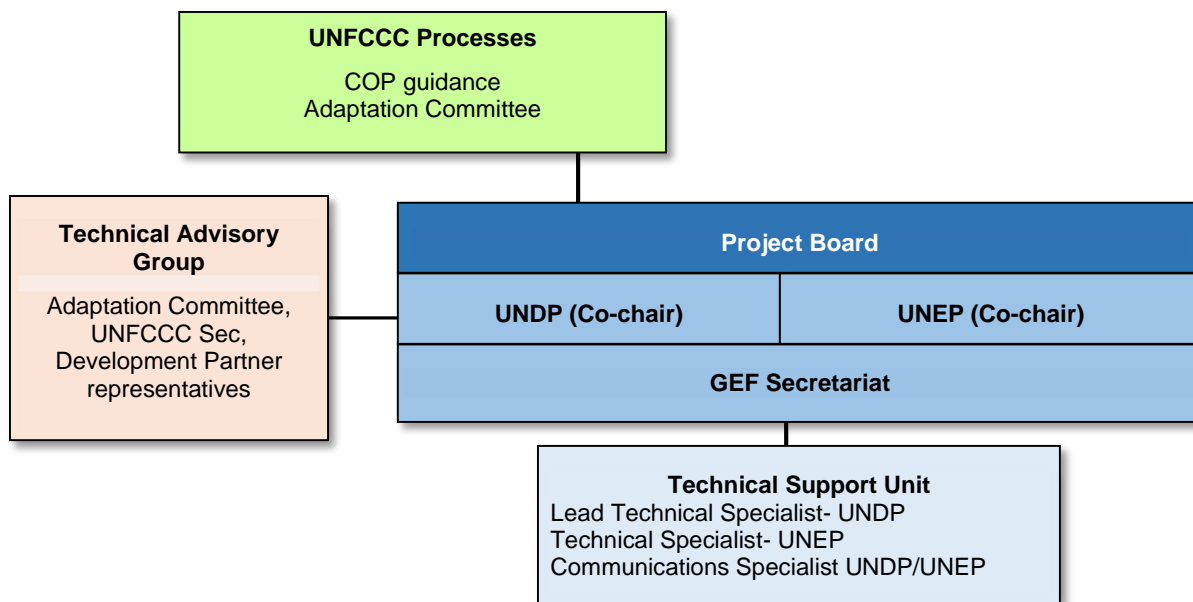 UNFCCC Processes
COP guidance
Adaptation Committee
Technical Advisory
Group
Adaptation Committee,
UNFCCC Sec,
Development Partner
representatives
Project Board
UNDP (Co-chair)
UNEP (Co-chair)
GEF Secretariat
Technical Support Unit
Lead Technical Specialist- UNDP
Technical Specialist- UNEP
Communications Specialist UNDP/UNEP